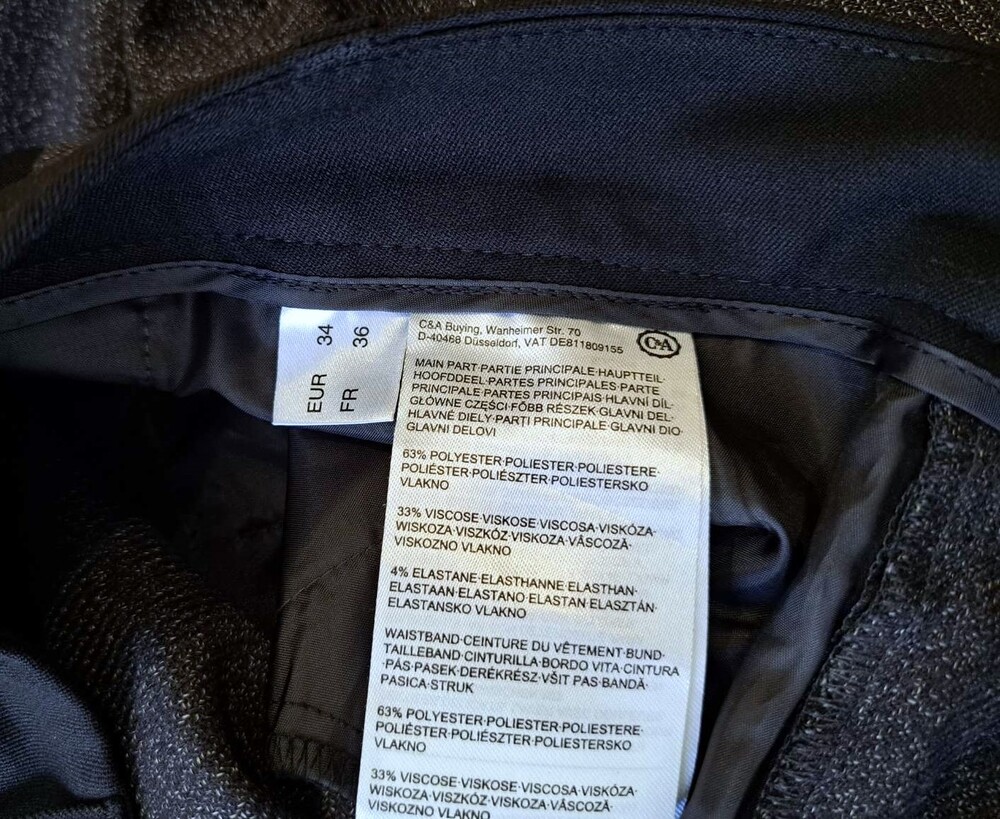 EUR 34
FR 36
C&A Buying, Wanheimer Str. 70
D-40468 Düsseldorf, VAT DE811809155
C&A
MAIN PART·PARTIE PRINCIPALE·HAUPTTEIL·
HOOFDDEEL·PARTES PRINCIPALES·PARTE
PRINCIPALE·PARTES PRINCIPAIS·HLAVNÍ DÍL·
GŁÓWNE CZĘŚCI·FŐBB RÉSZEK·GLAVNI DEL·
HLAVNÉ DIELY·PARȚI PRINCIPALE·GLAVNI DIO·
GLAVNI DELOVI
63% POLYESTER·POLIESTER·POLIESTERE·
POLIÉSTER·POLIÉSZTER·POLIESTERSKO
VLAKNO
33% VISCOSE·VISKOSE·VISCOSA·VISKÓZA·
WISKOZA·VISZKÓZ·VISKOZA·VÂSCOZĂ·
VISKOZNO VLAKNO
4% ELASTANE·ELASTHANNE·ELASTHAN·
ELASTAAN·ELASTANO·ELASTAN·ELASZTÁN·
ELASTANSKO VLAKNO
WAISTBAND·CEINTURE DU VÊTEMENT·BUND·
TAILLEBAND·CINTURILLA·BORDO VITA·CINTURA
·PÁS·PASEK·DERÉKRÉSZ·VŠIT PAS·BANDĂ·
PASICA·STRUK
63% POLYESTER·POLIESTER·POLIESTERE·
POLIÉSTER·POLIÉSZTER·POLIESTERSKO
VLAKNO
33% VISCOSE·VISKOSE·VISCOSA·VISKÓZA·
WISKOZA·VISZKÓZ·VISKOZA·VÂSCOZĂ·
VISKOZNO VLAKNO